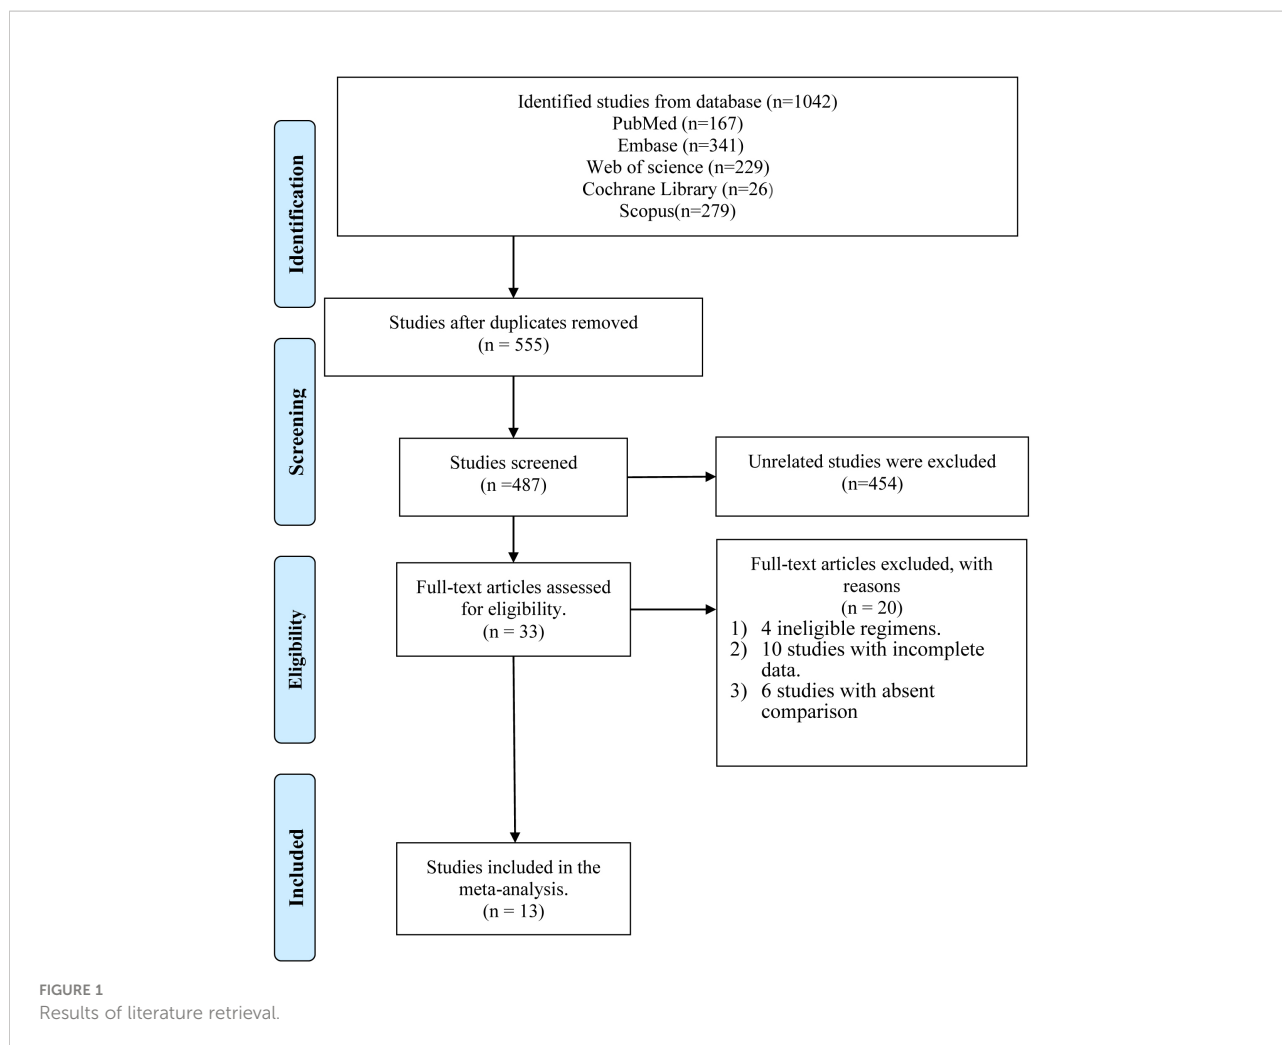 Identified studies from database (n=1042)
PubMed (n=167)
Embase (n=341)
Web of science (n=229)
Cochrane Library (n=26)
Scopus(n=279)
Identification
Studies after duplicates removed
(n = 555)
Screening
Studies screened
(n =487)
Unrelated studies were excluded
(n=454)
Eligibility
Full-text articles assessed
for eligibility.
(n = 33)
Full-text articles excluded, with
reasons
(n = 20)
1) 4 ineligible regimens.
2) 10 studies with incomplete
data.
3) 6 studies with absent
comparison
Included
Studies included in the
meta-analysis.
(n = 13)
FIGURE 1
Results of literature retrieval.